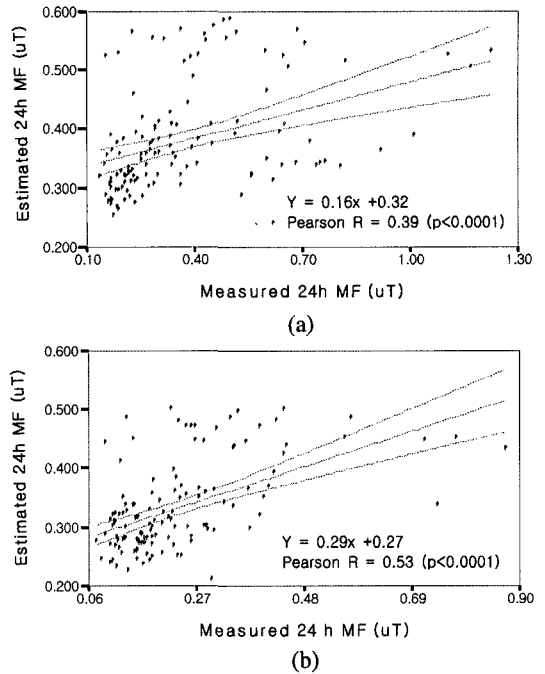 0.600
0.500
0.400
0.300
0.200
Estimated 24h MF (uT)
Y = 0.16x +0.32
Pearson R = 0.39 (p<0.0001)
0.10 0.40 0.70 1.00 1.30
Measured 24h MF (uT)
(a)
0.600
0.500
0.400
0.300
0.200
Estimated 24h MF (uT)
Y = 0.29x +0.27
Pearson R = 0.53 (p<0.0001)
0.06 0.27 0.48 0.69 0.90
Measured 24 h MF (uT)
(b)